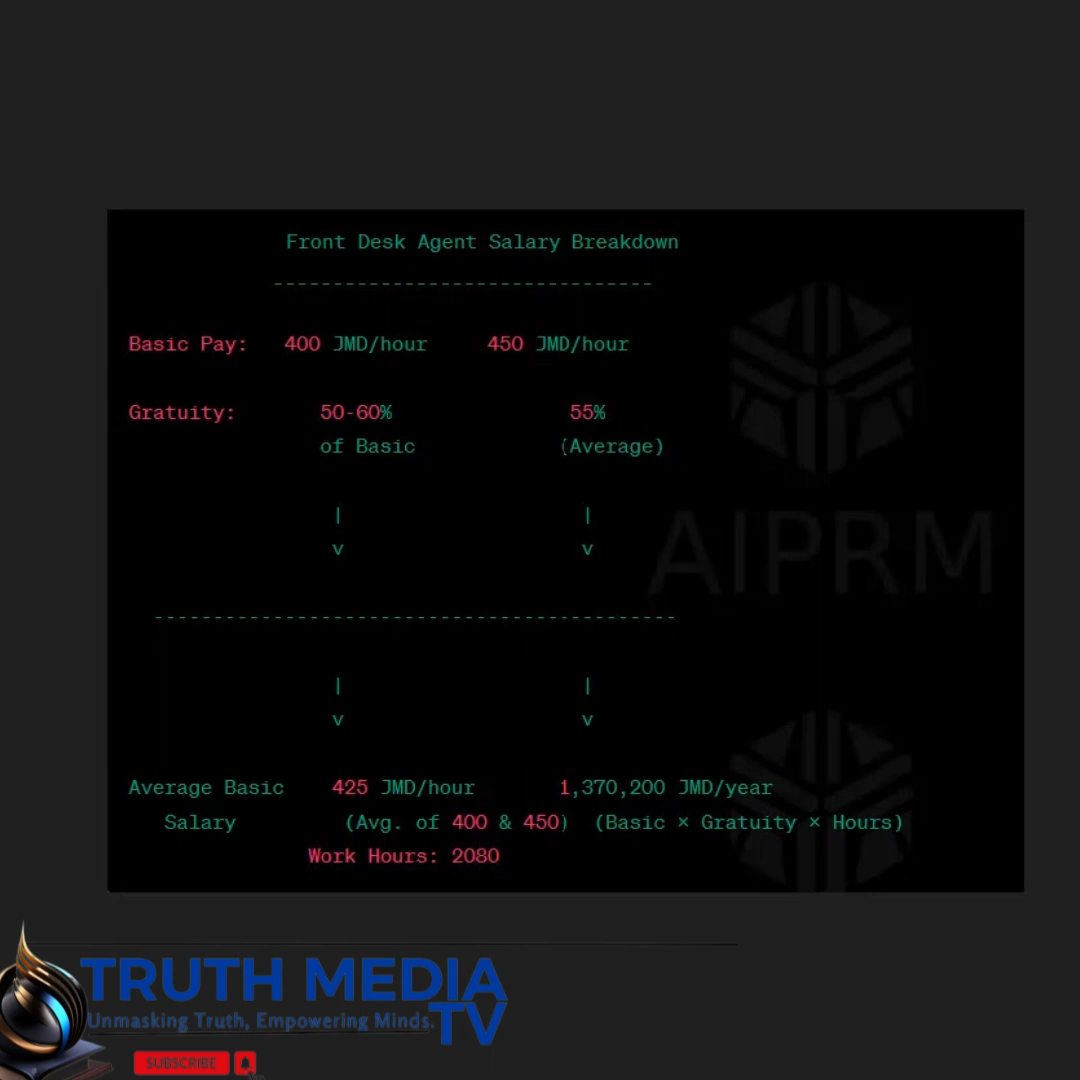 Front Desk Agent Salary Breakdown
-------------------------------
Basic Pay: 400 JMD/hour 450 JMD/hour
Gratuity: 50-60% 55%
of Basic (Average)
| |
v v
-------------------------------------------
| |
v v
Average Basic 425 JMD/hour 1,370,200 JMD/year
Salary (Avg. of 400 & 450) (Basic × Gratuity × Hours)
Work Hours: 2080
AIPRM
TRUTH MEDIA
Unmasking Truth, Empowering Minds.
TV
SUBSCRIBE